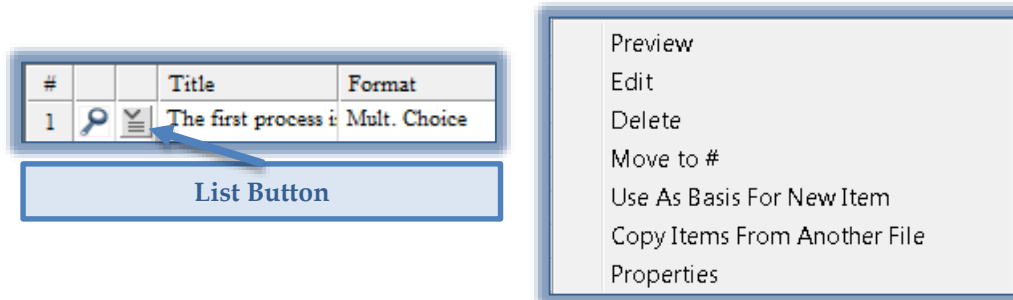 # Title Format
1 The first process i Mult. Choice
List Button
Preview
Edit
Delete
Move to #
Use As Basis For New Item
Copy Items From Another File
Properties